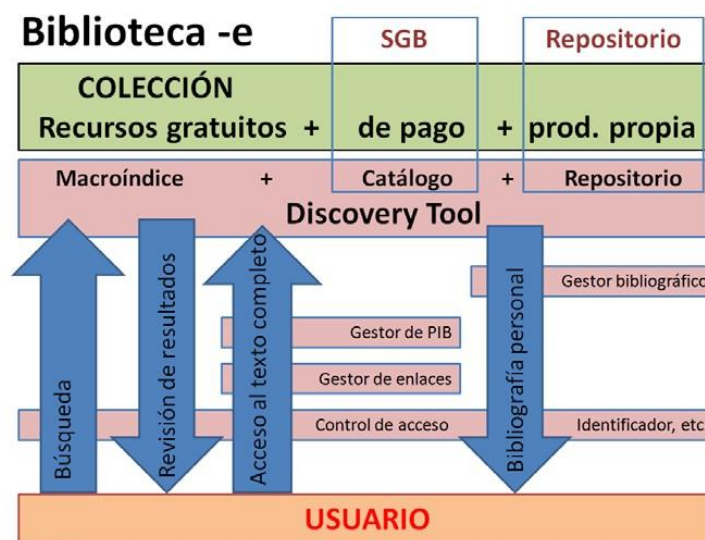 Biblioteca -e
SGB
Repositorio
COLECCIÓN
Recursos gratuitos + de pago + prod. propia
Macroíndice + Catálogo + Repositorio
Discovery Tool
Búsqueda
Revisión de resultados
Acceso al texto completo
Bibliografía personal
Gestor bibliográfico
Gestor de PIB
Gestor de enlaces
Control de acceso
Identificador, etc
USUARIO